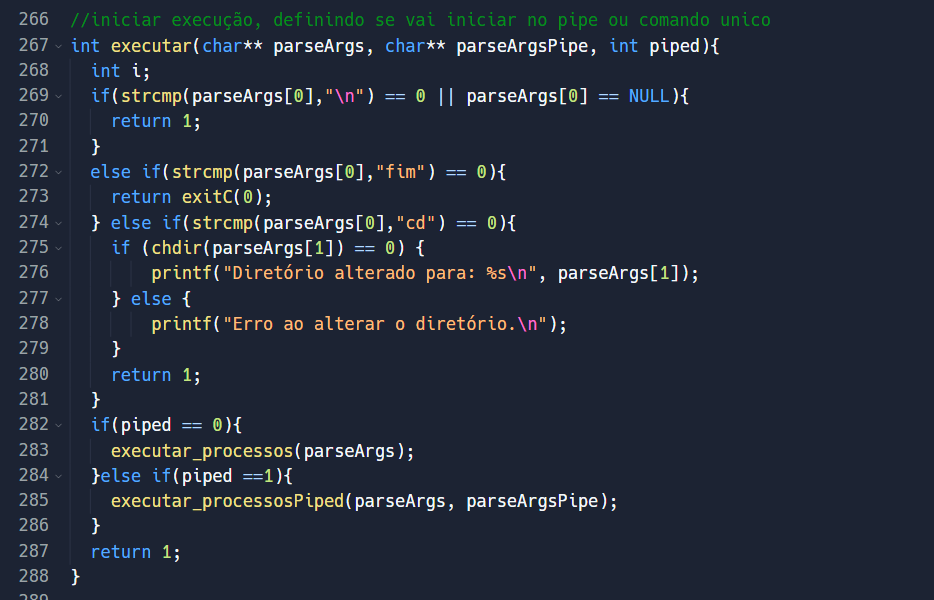 266 //iniciar execução, definindo se vai iniciar no pipe ou comando unico
267 int executar(char** parseArgs, char** parseArgsPipe, int piped){
268   int i;
269   if(strcmp(parseArgs[0],"\n") == 0 || parseArgs[0] == NULL){
270     return 1;
271   }
272   else if(strcmp(parseArgs[0],"fim") == 0){
273     return exitC(0);
274   } else if(strcmp(parseArgs[0],"cd") == 0){
275     if (chdir(parseArgs[1]) == 0) {
276         printf("Diretório alterado para: %s\n", parseArgs[1]);
277     } else {
278         printf("Erro ao alterar o diretório.\n");
279     }
280     return 1;
281   }
282   if(piped == 0){
283     executar_processos(parseArgs);
284   }else if(piped ==1){
285     executar_processosPiped(parseArgs, parseArgsPipe);
286   }
287   return 1;
288 }
289